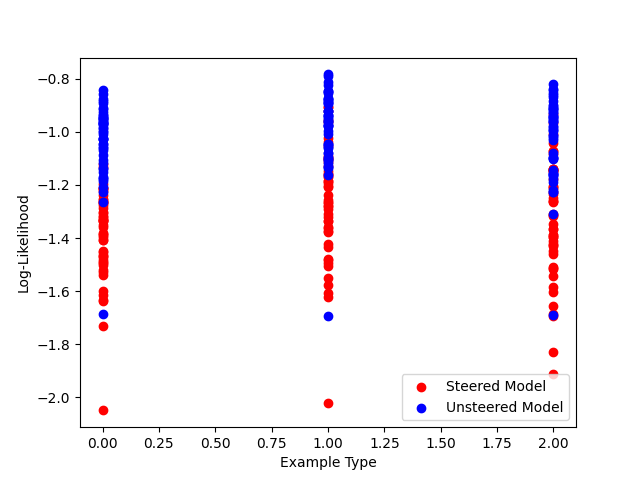 Log-Likelihood
−0.8
−1.0
−1.2
−1.4
−1.6
−1.8
−2.0
Steered Model
Unsteered Model
0.00 0.25 0.50 0.75 1.00 1.25 1.50 1.75 2.00
Example Type